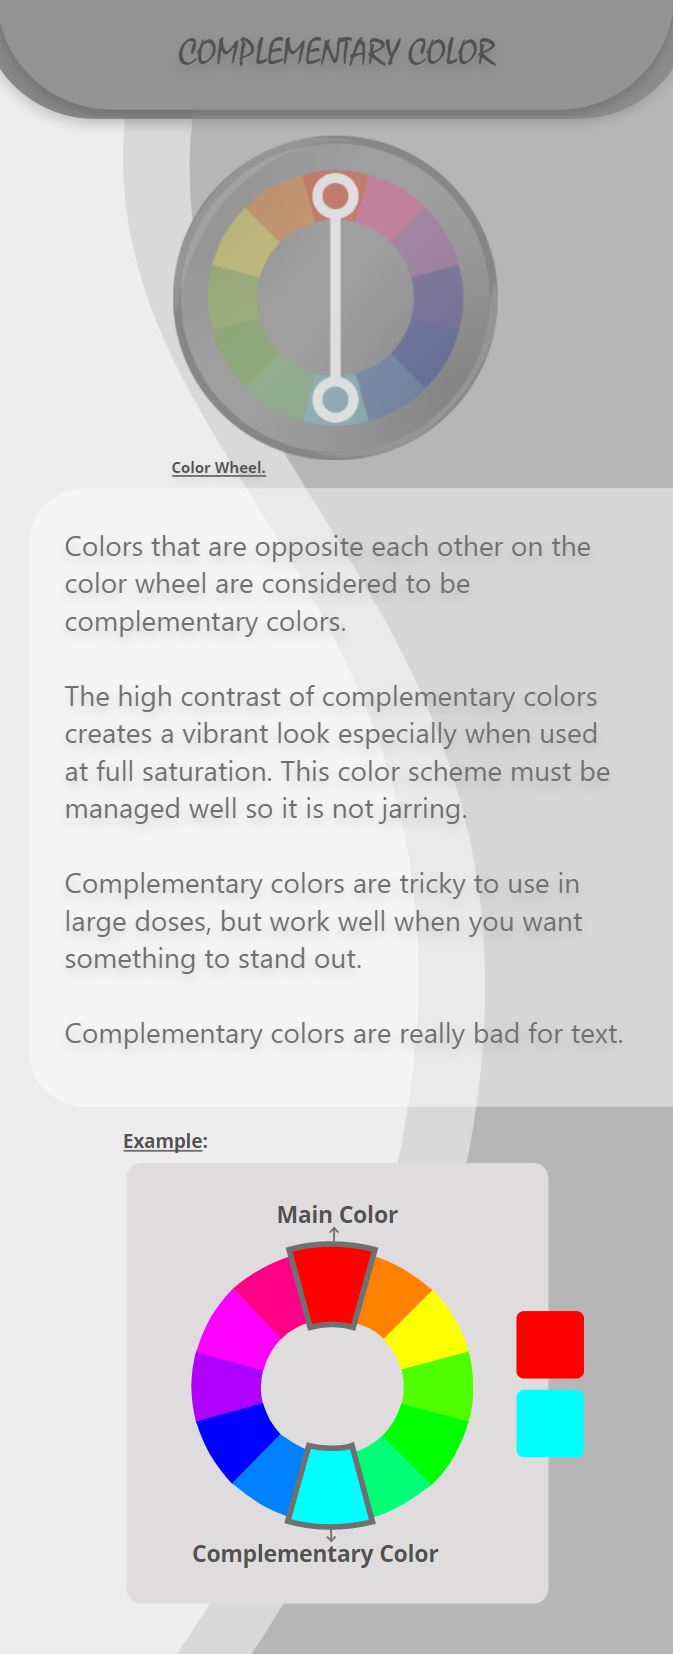 COMPLEMENTARY COLOR
Color Wheel.
Colors that are opposite each other on the
color wheel are considered to be
complementary colors.
The high contrast of complementary colors
creates a vibrant look especially when used
at full saturation. This color scheme must be
managed well so it is not jarring.
Complementary colors are tricky to use in
large doses, but work well when you want
something to stand out.
Complementary colors are really bad for text.
Example:
Main Color
Complementary Color